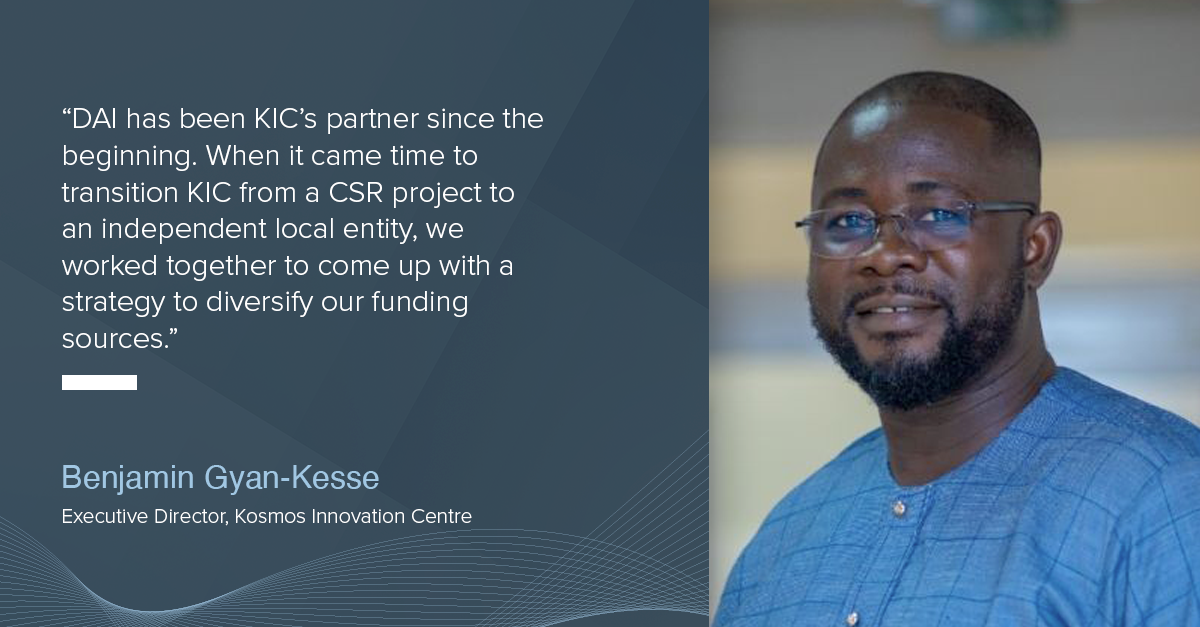 “DAI has been KIC’s partner since the
beginning. When it came time to
transition KIC from a CSR project to
an independent local entity, we
worked together to come up with a
strategy to diversify our funding
sources.”
Benjamin Gyan-Kesse
Executive Director, Kosmos Innovation Centre